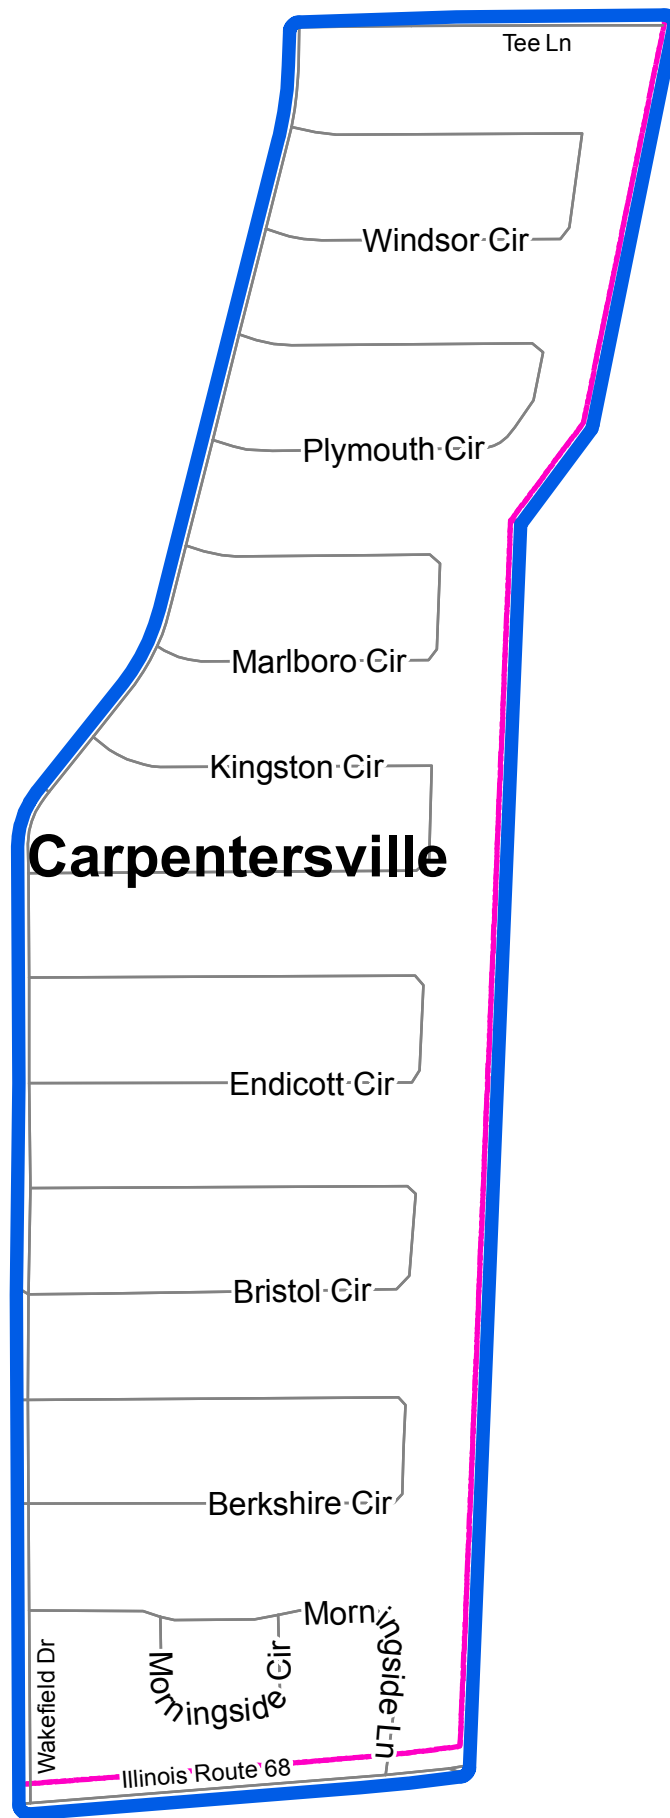 Tee Ln
Windsor Cir
Plymouth Cir
Marlboro Cir
Kingston Cir
Carpentersville
Endicott Cir
Bristol Cir
Berkshire Cir
Morningside Ln
Morningside Cir
Wakefield Dr
Illinois Route 68